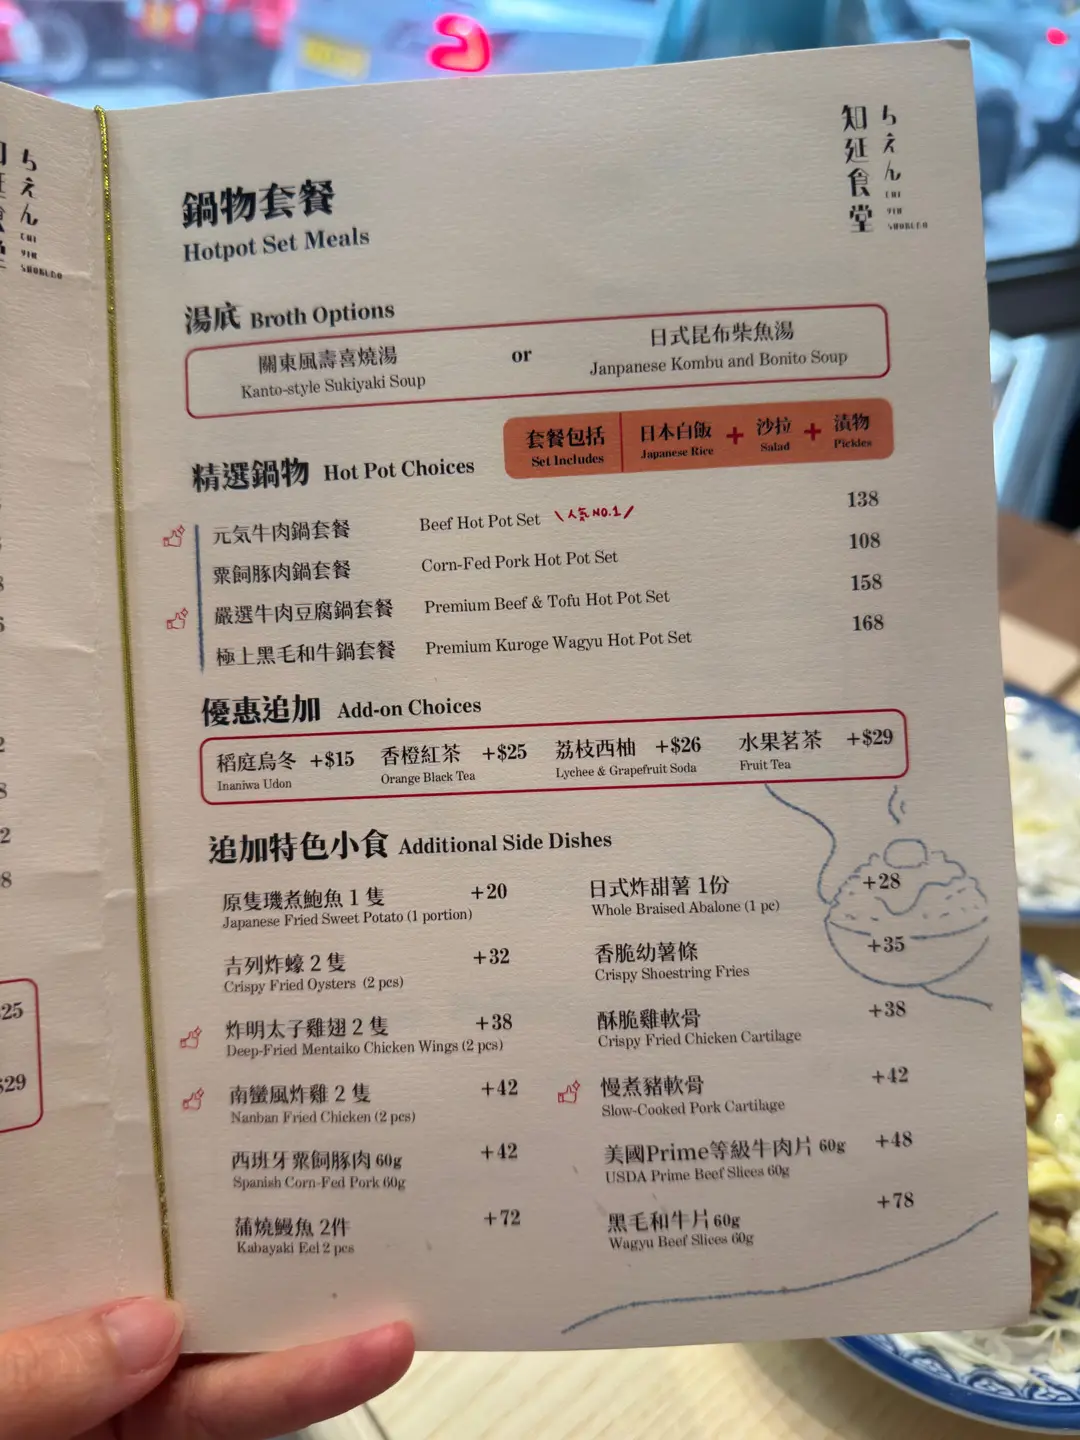 ちえん
知延食堂
CHI
YIN
SHOKUDO
鍋物套餐
Hotpot Set Meals
湯底 Broth Options
關東風壽喜燒湯
Kanto-style Sukiyaki Soup
or
日式昆布柴魚湯
Janpanese Kombu and Bonito Soup
套餐包括 日本白飯 + 沙拉 + 漬物
Set Includes Japanese Rice Salad Pickles
精選鍋物 Hot Pot Choices
元気牛肉鍋套餐 Beef Hot Pot Set \人気NO.1/ 138
粟飼豚肉鍋套餐 Corn-Fed Pork Hot Pot Set 108
嚴選牛肉豆腐鍋套餐 Premium Beef & Tofu Hot Pot Set 158
極上黑毛和牛鍋套餐 Premium Kuroge Wagyu Hot Pot Set 168
優惠追加 Add-on Choices
稻庭烏冬 +$15 香橙紅茶 +$25 荔枝西柚 +$26 水果茗茶 +$29
Inaniwa Udon Orange Black Tea Lychee & Grapefruit Soda Fruit Tea
追加特色小食 Additional Side Dishes
原隻璣煮鮑魚 1 隻 +20
Japanese Fried Sweet Potato (1 portion)
吉列炸蠔 2 隻 +32
Crispy Fried Oysters (2 pcs)
炸明太子雞翅 2 隻 +38
Deep-Fried Mentaiko Chicken Wings (2 pcs)
南蠻風炸雞 2 隻 +42
Nanban Fried Chicken (2 pcs)
西班牙粟飼豚肉 60g +42
Spanish Corn-Fed Pork 60g
蒲燒鰻魚 2件 +72
Kabayaki Eel 2 pcs
日式炸甜薯 1份 +28
Whole Braised Abalone (1 pc)
香脆幼薯條 +35
Crispy Shoestring Fries
酥脆雞軟骨 +38
Crispy Fried Chicken Cartilage
慢煮豬軟骨 +42
Slow-Cooked Pork Cartilage
美國Prime等級牛肉片 60g +48
USDA Prime Beef Slices 60g
黑毛和牛片 60g +78
Wagyu Beef Slices 60g
ちえん
CHI
YIN
SHOKUDO
$25
$29